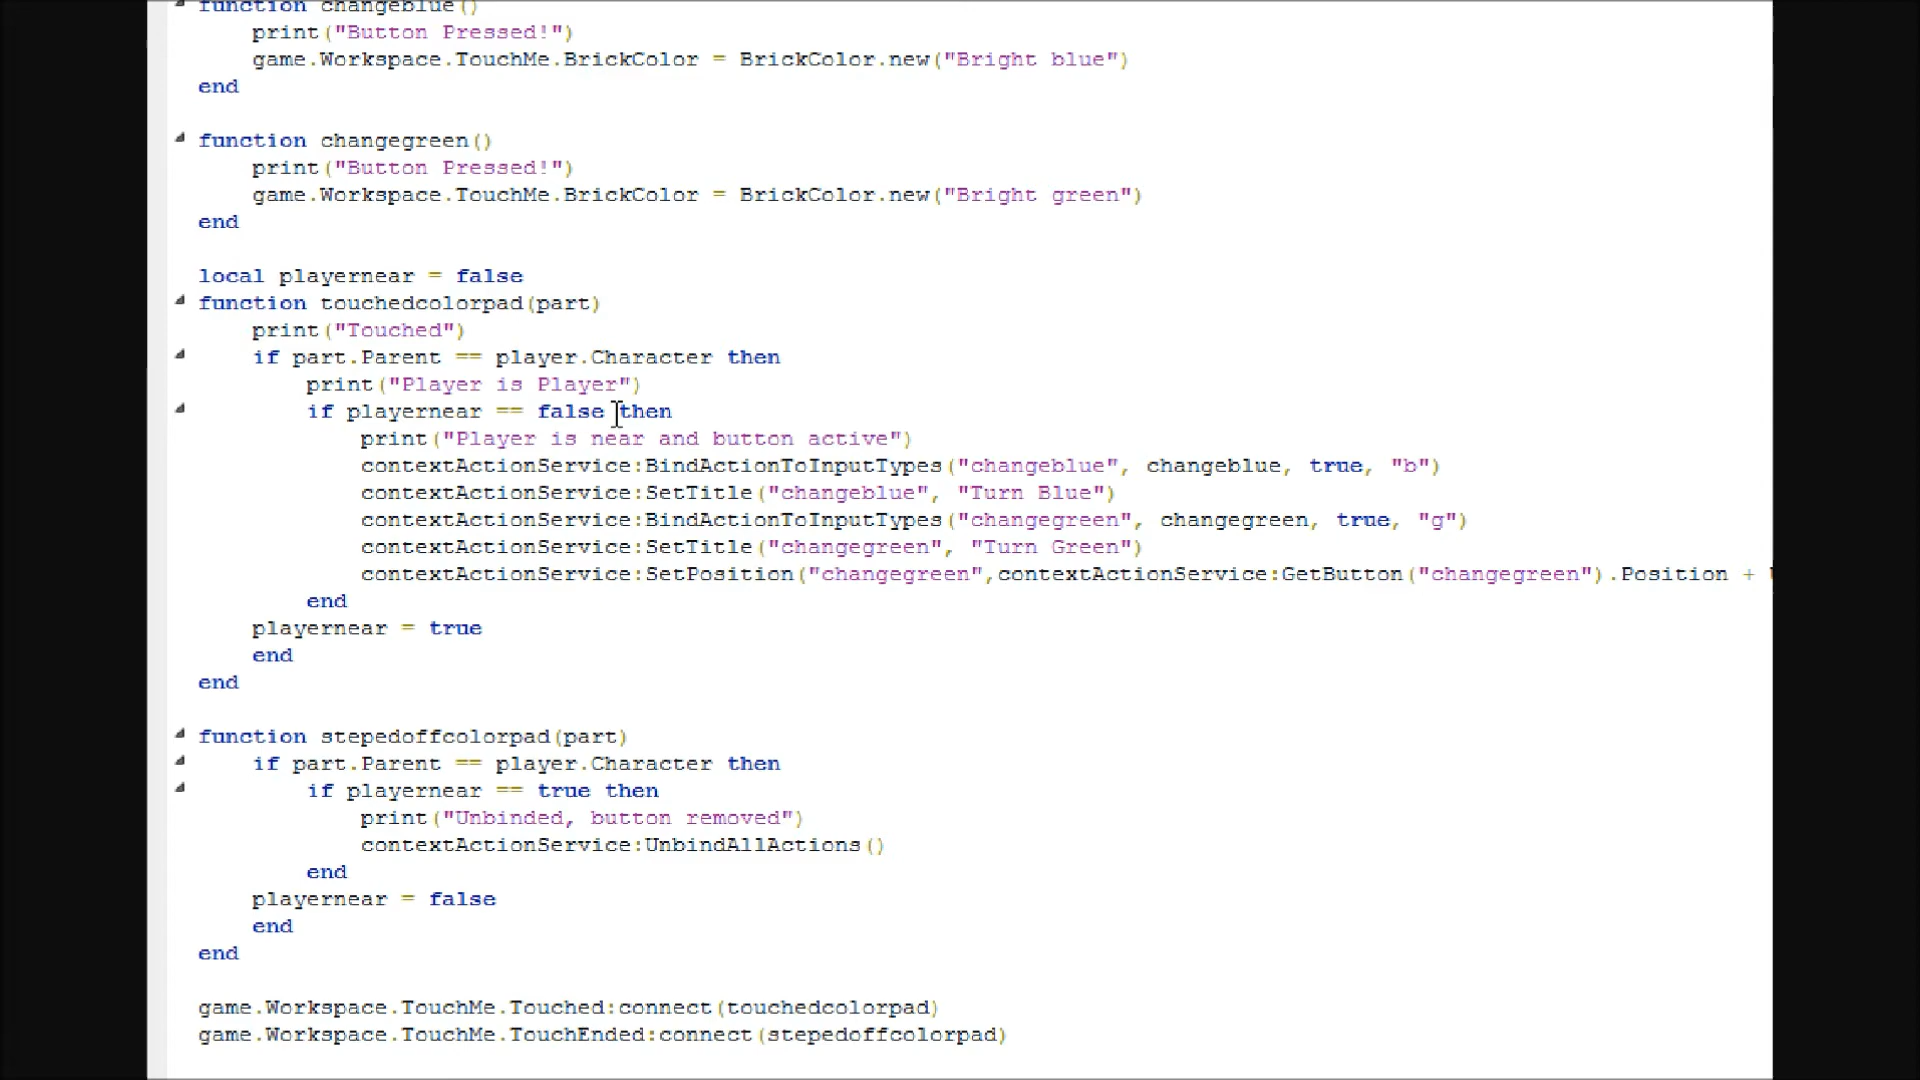 function changeblue()
print("Button Pressed!")
game.Workspace.TouchMe.BrickColor = BrickColor.new("Bright blue")
end
function changegreen()
print("Button Pressed!")
game.Workspace.TouchMe.BrickColor = BrickColor.new("Bright green")
end
local playernear = false
function touchedcolorpad(part)
print("Touched")
if part.Parent == player.Character then
print("Player is Player")
if playernear == false then
print("Player is near and button active")
contextActionService:BindActionToInputTypes("changeblue", changeblue, true, "b")
contextActionService:SetTitle("changeblue", "Turn Blue")
contextActionService:BindActionToInputTypes("changegreen", changegreen, true, "g")
contextActionService:SetTitle("changegreen", "Turn Green")
contextActionService:SetPosition("changegreen",contextActionService:GetButton("changegreen").Position +
end
playernear = true
end
end
function stepedoffcolorpad(part)
if part.Parent == player.Character then
if playernear == true then
print("Unbinded, button removed")
contextActionService:UnbindAllActions()
end
playernear = false
end
end
game.Workspace.TouchMe.Touched:connect(touchedcolorpad)
game.Workspace.TouchMe.TouchEnded:connect(stepedoffcolorpad)